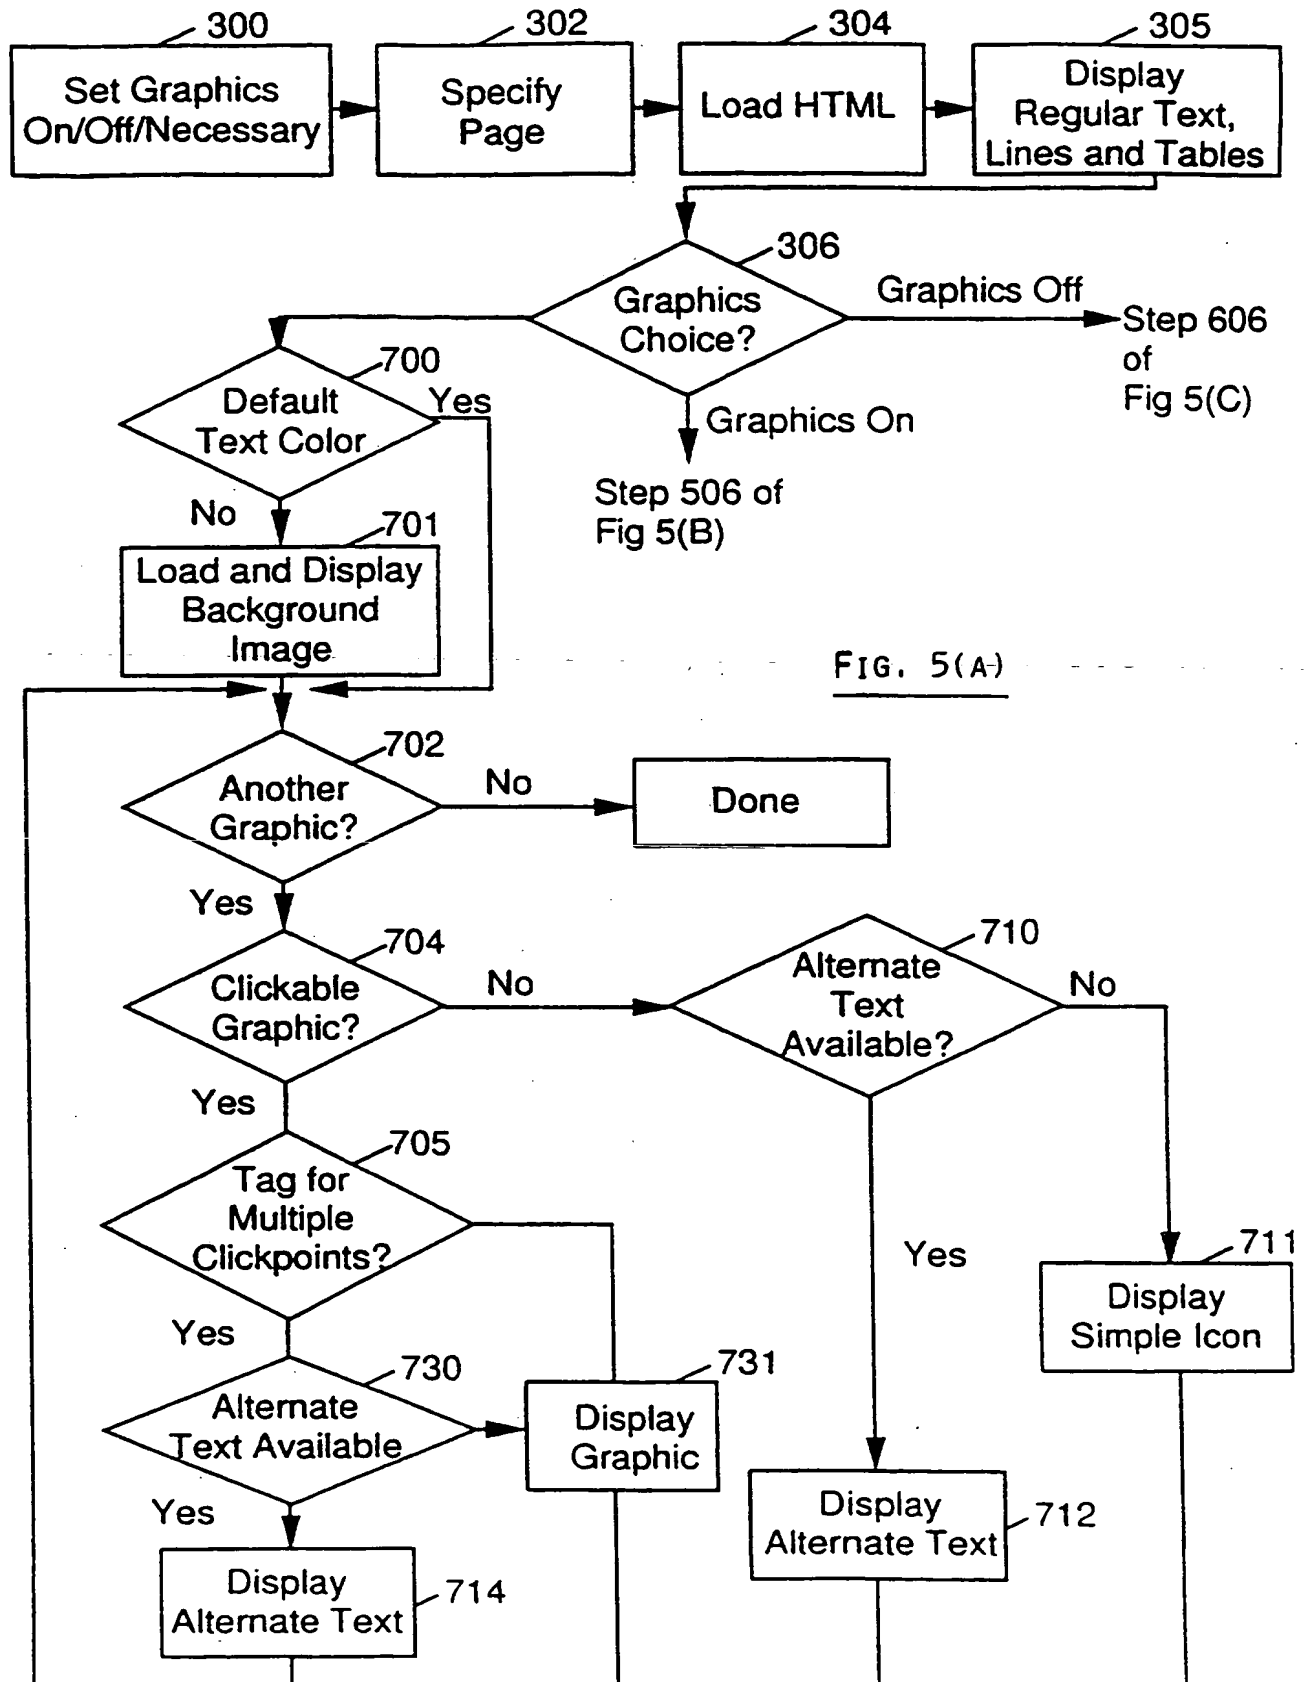 300
Set Graphics
On/Off/Necessary
302
Specify
Page
304
Load HTML
305
Display
Regular Text,
Lines and Tables
306
Graphics
Choice?
Graphics Off
Step 606
of
Fig 5(C)
Graphics On
Step 506 of
Fig 5(B)
700
Default
Text Color
Yes
No
701
Load and Display
Background
Image
FIG. 5(A)
702
Another
Graphic?
No
Done
Yes
704
Clickable
Graphic?
No
710
Alternate
Text
Available?
No
Yes
705
Tag for
Multiple
Clickpoints?
Yes
711
Display
Simple Icon
Yes
730
Alternate
Text Available
731
Display
Graphic
Yes
712
Display
Alternate Text
714
Display
Alternate Text